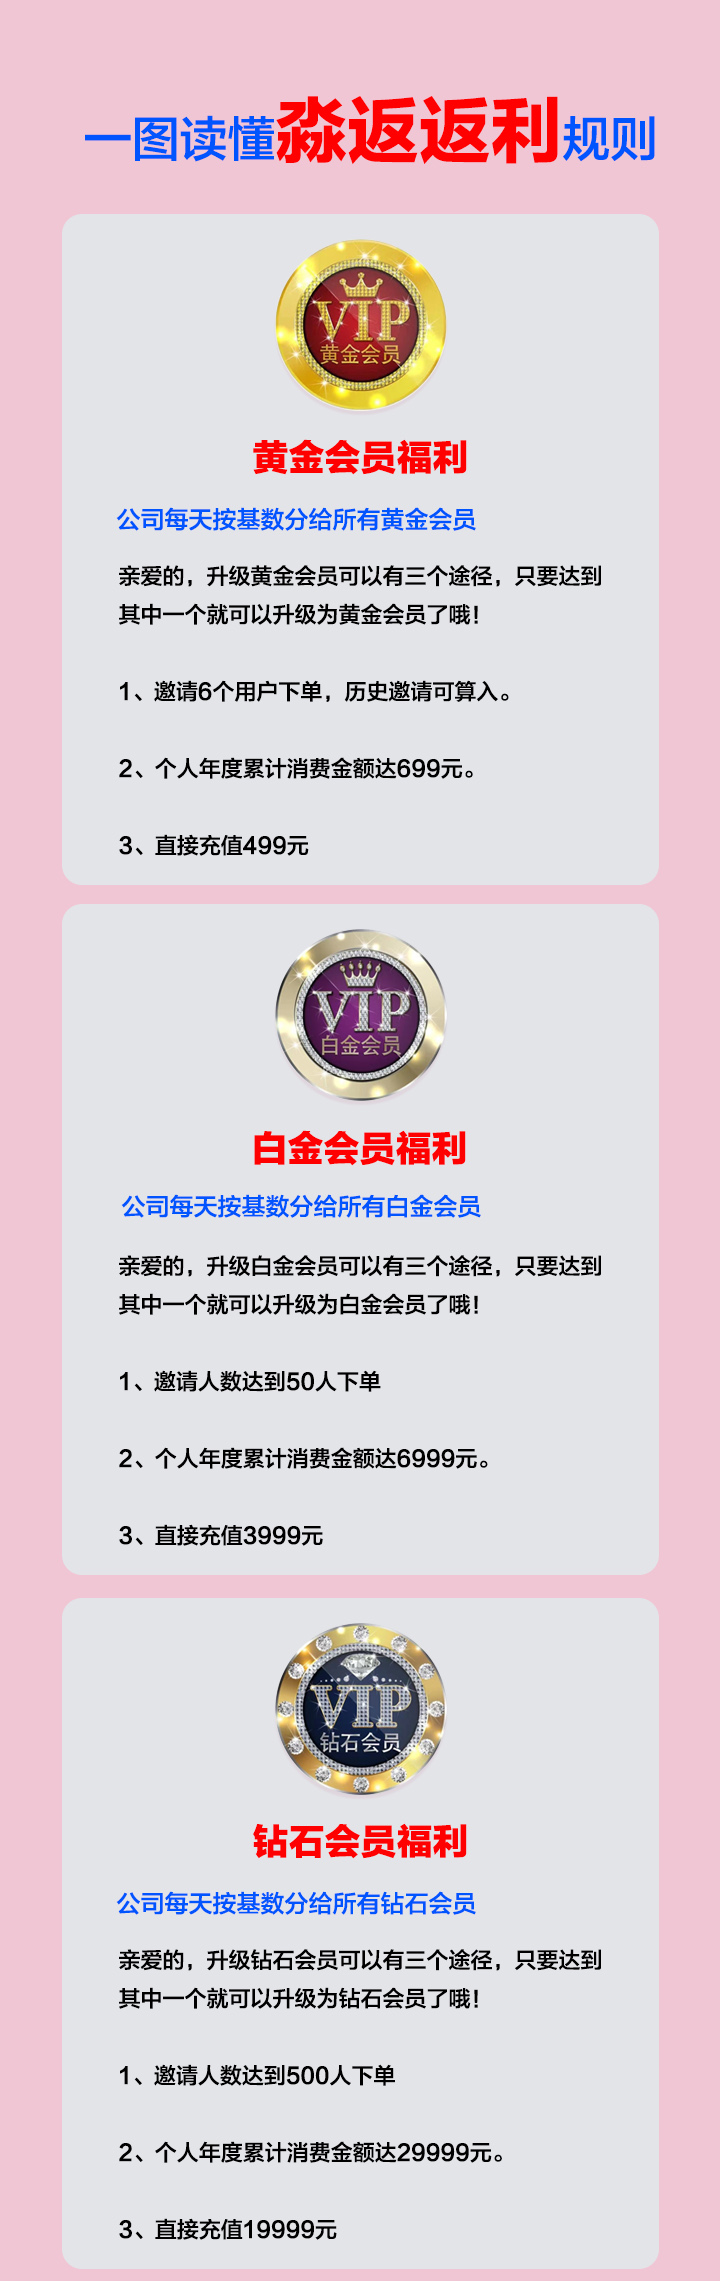 一图读懂淼返返利规则
VIP
黄金会员
黄金会员福利
公司每天按基数分给所有黄金会员
亲爱的，升级黄金会员可以有三个途径，只要达到
其中一个就可以升级为黄金会员了哦！
1、邀请6个用户下单，历史邀请可算入。
2、个人年度累计消费金额达699元。
3、直接充值499元
VIP
白金会员
白金会员福利
公司每天按基数分给所有白金会员
亲爱的，升级白金会员可以有三个途径，只要达到
其中一个就可以升级为白金会员了哦！
1、邀请人数达到50人下单
2、个人年度累计消费金额达6999元。
3、直接充值3999元
VIP
钻石会员
钻石会员福利
公司每天按基数分给所有钻石会员
亲爱的，升级钻石会员可以有三个途径，只要达到
其中一个就可以升级为钻石会员了哦！
1、邀请人数达到500人下单
2、个人年度累计消费金额达29999元。
3、直接充值19999元